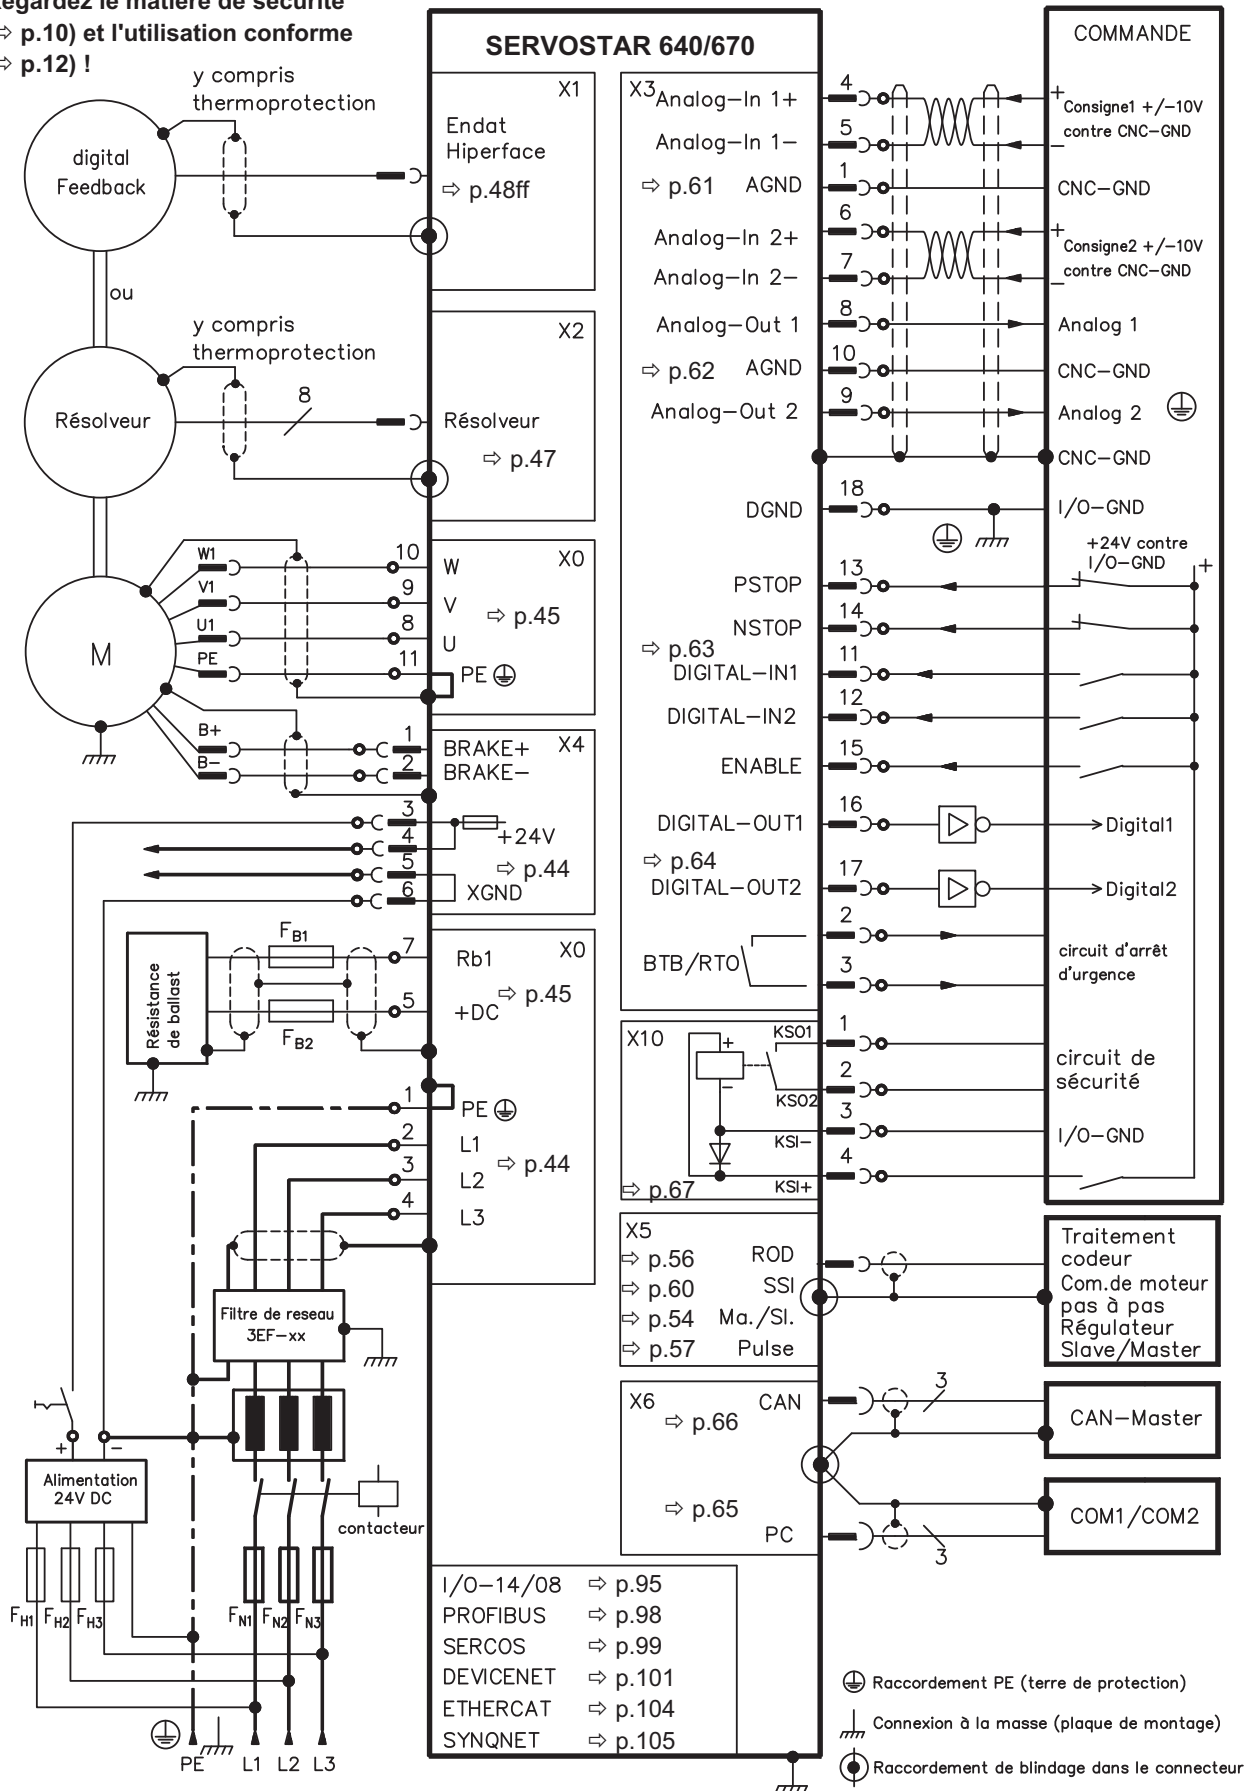 Regardez le matière de sécurité
⇨ p.10) et l'utilisation conforme
⇨ p.12) !
SERVOSTAR 640/670
COMMANDE
y compris
thermoprotection
digital
Feedback
X1
Endat
Hiperface
⇨ p.48ff
ou
y compris
thermoprotection
Résolveur
8
X2
Résolveur
⇨ p.47
M
W1
V1
U1
PE
10
9
8
11
X0
W
V
U
PE
⇨ p.45
B+
B-
1
2
X4
BRAKE+
BRAKE-
3
4
5
6
+24V
⇨ p.44
XGND
Résistance
de ballast
FB1
FB2
7
5
X0
Rb1
⇨ p.45
+DC
1
2
3
4
PE
L1
⇨ p.44
L2
L3
Filtre de reseau
3EF-xx
+
-
Alimentation
24V DC
contacteur
FH1
FH2
FH3
FN1
FN2
FN3
PE
L1
L2
L3
I/O-14/08 ⇨ p.95
PROFIBUS ⇨ p.98
SERCOS ⇨ p.99
DEVICENET ⇨ p.101
ETHERCAT ⇨ p.104
SYNQNET ⇨ p.105
X3
Analog-In 1+ 4
Analog-In 1- 5
+
Consigne1 +/-10V
contre CNC-GND
-
⇨ p.61 AGND 1 CNC-GND
Analog-In 2+ 6
Analog-In 2- 7
+
Consigne2 +/-10V
contre CNC-GND
-
Analog-Out 1 8 Analog 1
⇨ p.62 AGND 10 CNC-GND
Analog-Out 2 9 Analog 2
CNC-GND
DGND 18 I/O-GND
+24V contre
I/O-GND
+
PSTOP 13
NSTOP 14
⇨ p.63
DIGITAL-IN1 11
DIGITAL-IN2 12
ENABLE 15
DIGITAL-OUT1 16 Digital1
⇨ p.64
DIGITAL-OUT2 17 Digital2
BTB/RTO
2
3
circuit d'arrêt
d'urgence
X10
+
-
KSO1 1
KSO2 2
circuit de
sécurité
KSI- 3 I/O-GND
KSI+ 4
⇨ p.67
X5
⇨ p.56 ROD
⇨ p.60 SSI
⇨ p.54 Ma./Sl.
⇨ p.57 Pulse
Traitement
codeur
Com.de moteur
pas à pas
Régulateur
Slave/Master
X6
CAN
⇨ p.66
3
CAN-Master
⇨ p.65
PC
3
COM1/COM2
Raccordement PE (terre de protection)
Connexion à la masse (plaque de montage)
Raccordement de blindage dans le connecteur